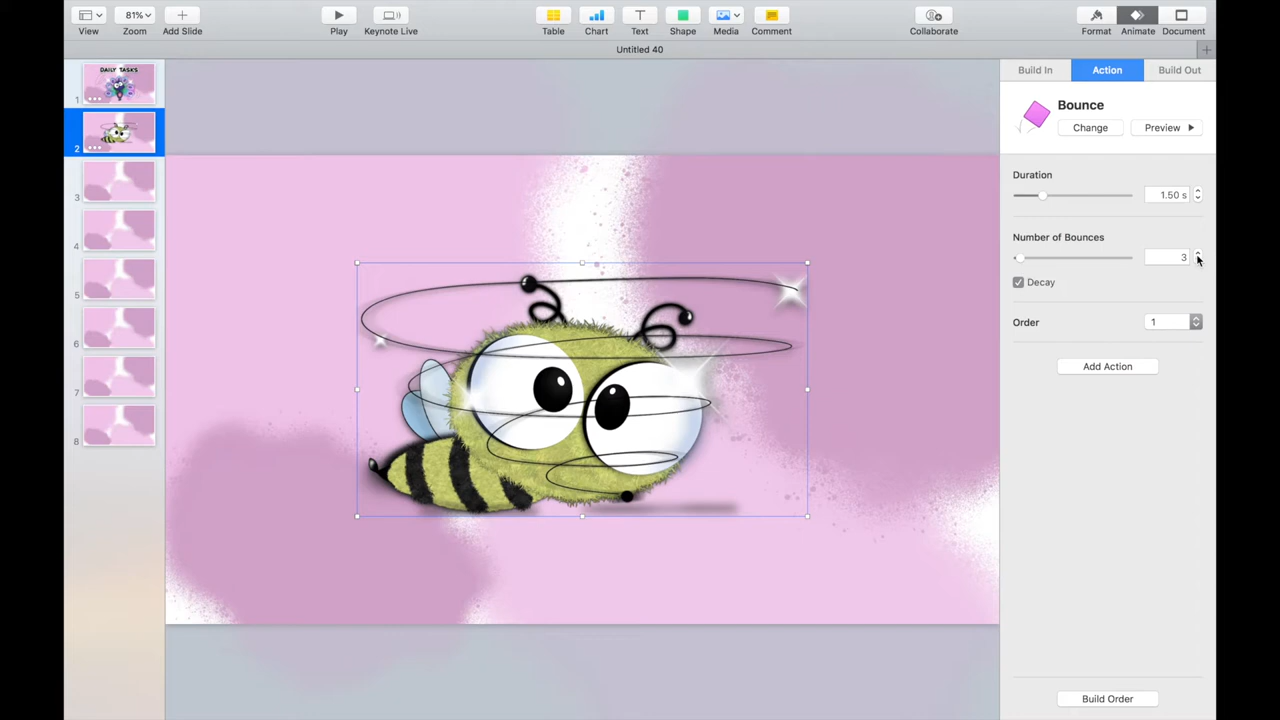 81%
View
Zoom
Add Slide
Play
Keynote Live
Table
Chart
Text
Shape
Media
Comment
Collaborate
Format
Animate
Document
Untitled 40
DAILY TASKS
1
2
3
4
5
6
7
8
Build In
Action
Build Out
Bounce
Change
Preview
Duration
1.50 s
Number of Bounces
3
Decay
Order
1
Add Action
Build Order